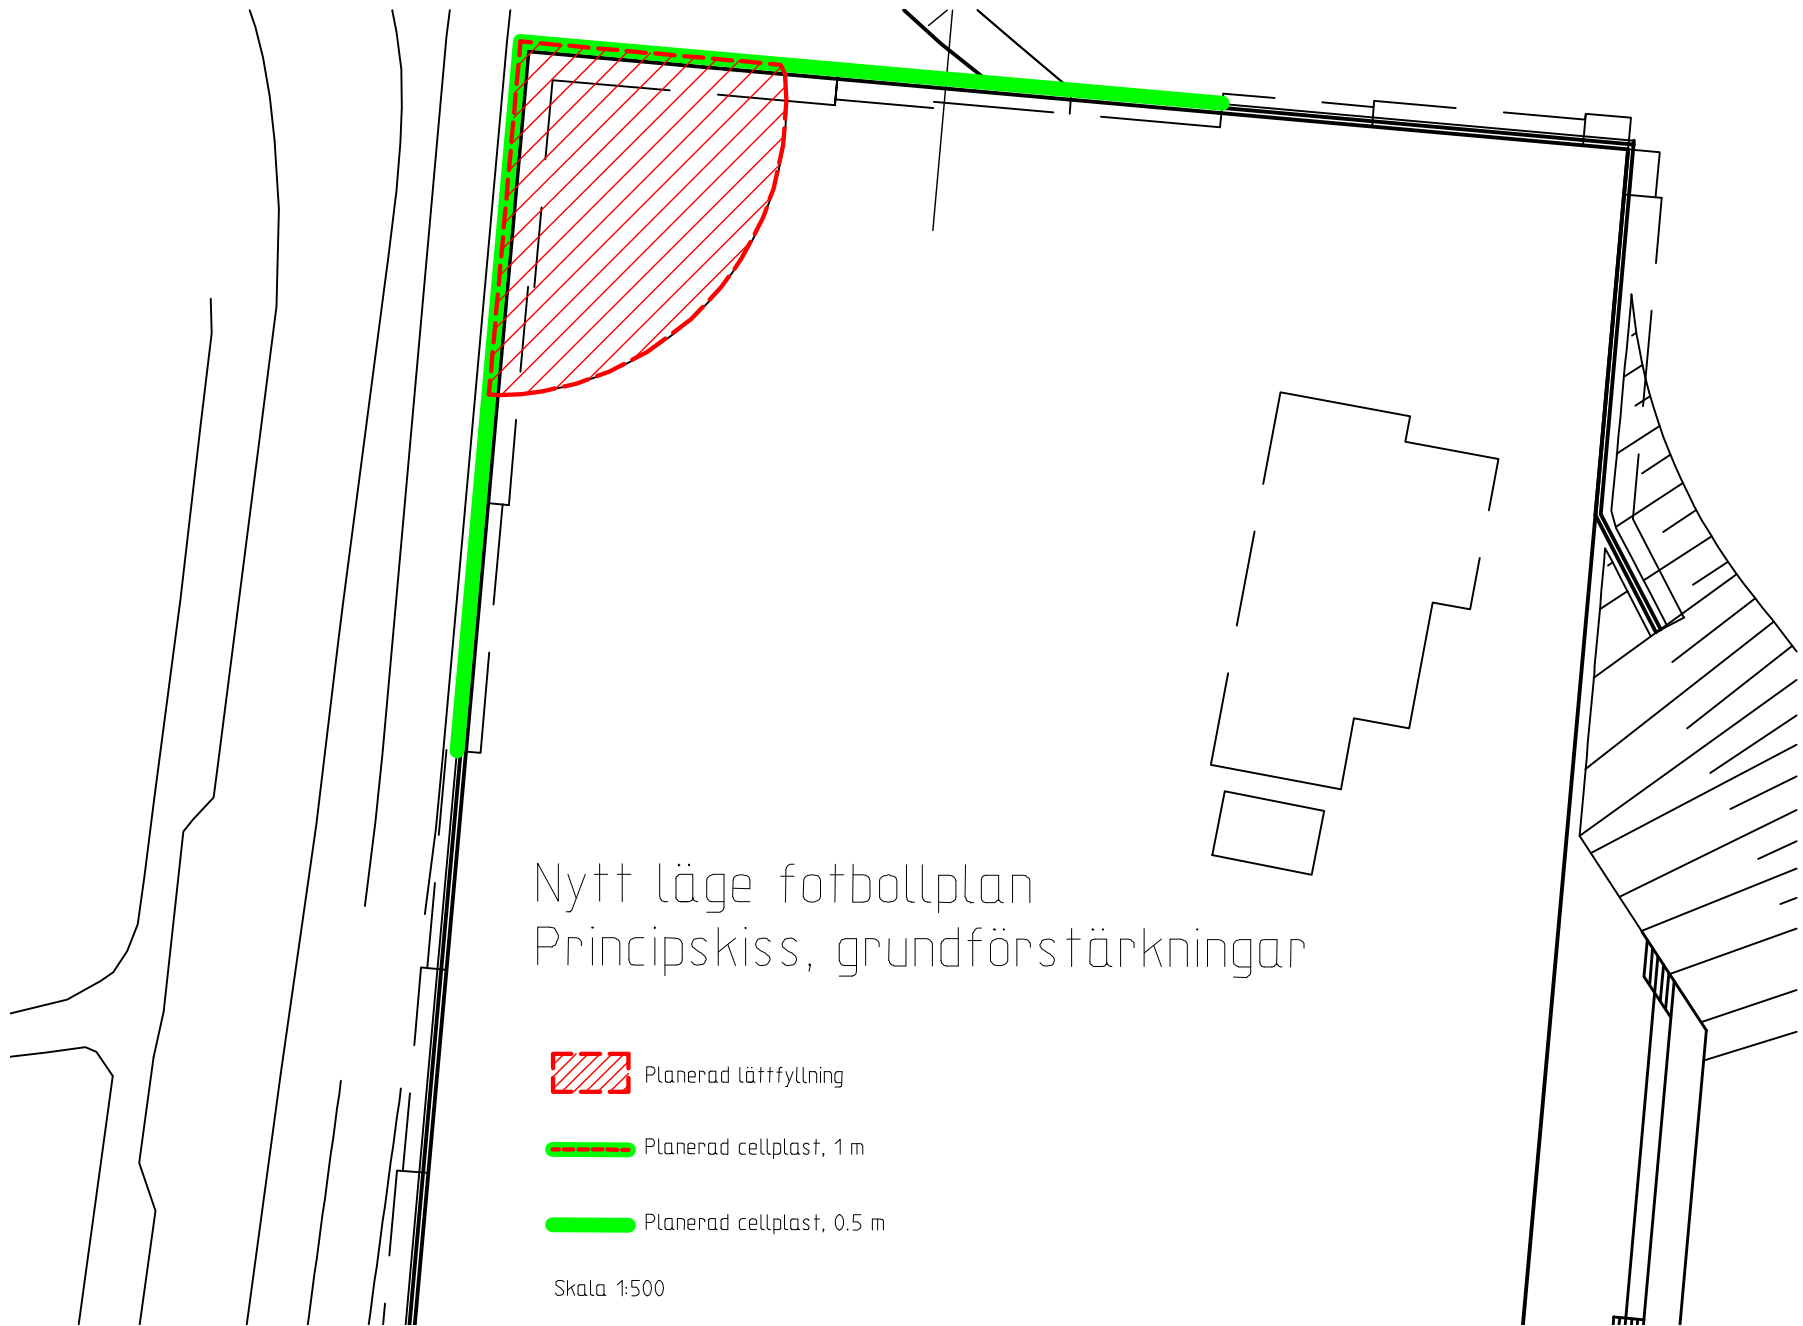 Nytt läge fotbollplan
Principskiss, grundförstärkningar
Planerad lättfyllning
Planerad cellplast, 1 m
Planerad cellplast, 0.5 m
Skala 1:500